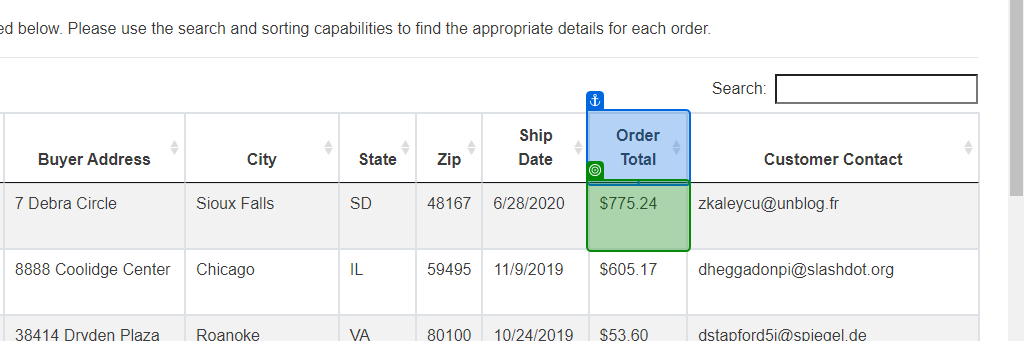 ed below. Please use the search and sorting capabilities to find the appropriate details for each order.
Search:
Buyer Address City State Zip Ship Date Order Total Customer Contact
7 Debra Circle Sioux Falls SD 48167 6/28/2020 $775.24 zkaleycu@unblog.fr
8888 Coolidge Center Chicago IL 59495 11/9/2019 $605.17 dheggadonpi@slashdot.org
38414 Dryden Plaza Roanoke VA 80100 10/24/2019 $53.60 dstapford5i@spiegel.de